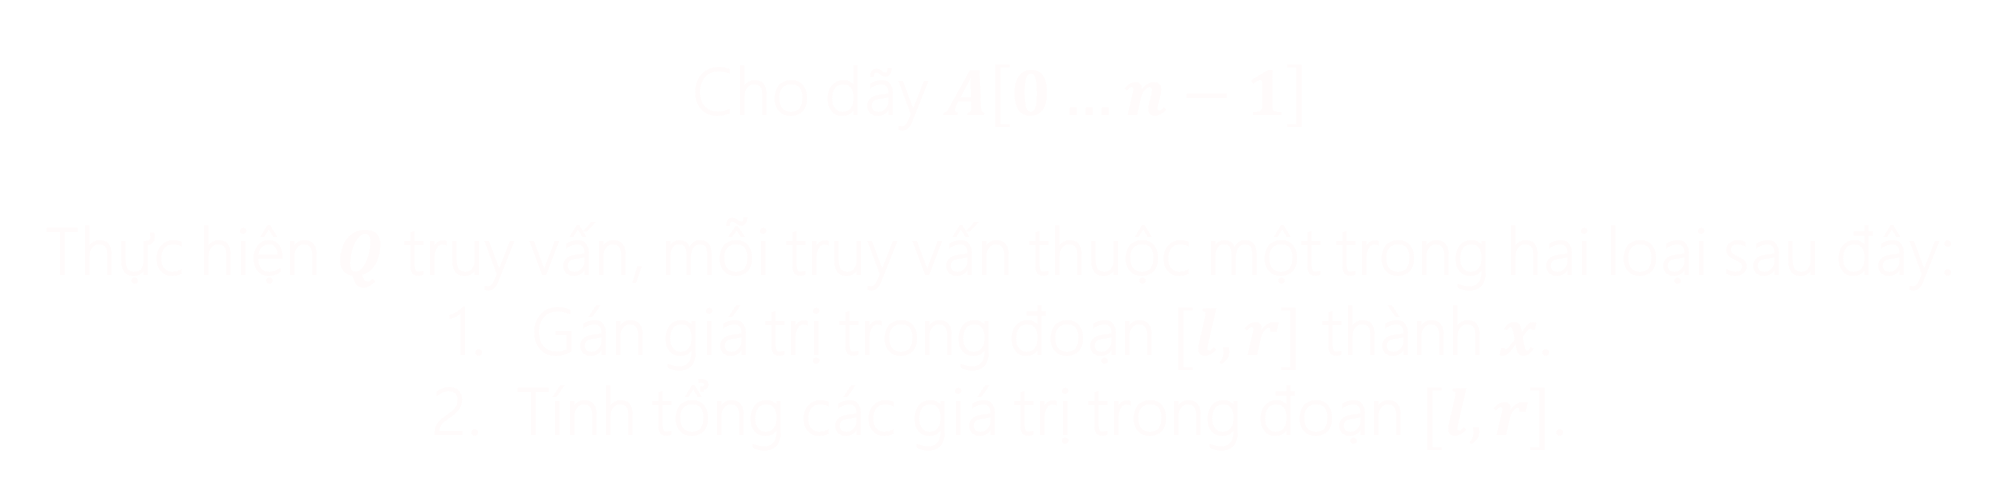 Cho dãy A[0 ... n − 1]
Thực hiện Q truy vấn, mỗi truy vấn thuộc một trong hai loại sau đây:
1. Gán giá trị trong đoạn [l, r] thành x.
2. Tính tổng các giá trị trong đoạn [l, r].